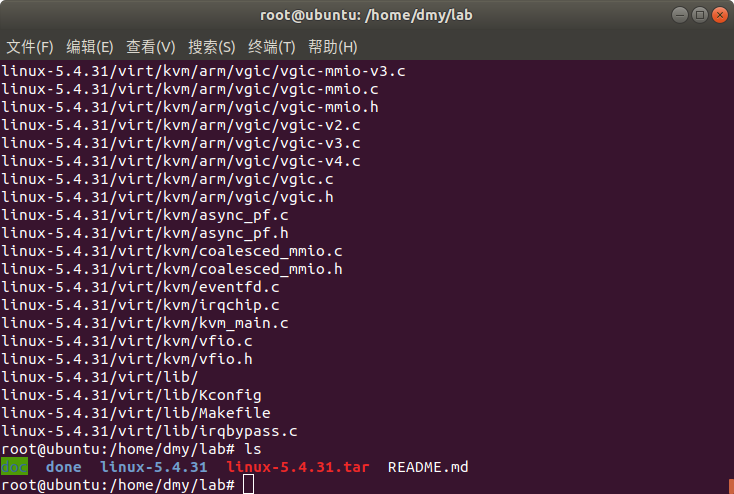 root@ubuntu: /home/dmy/lab
文件(F) 编辑(E) 查看(V) 搜索(S) 终端(T) 帮助(H)
linux-5.4.31/virt/kvm/arm/vgic/vgic-mmio-v3.c
linux-5.4.31/virt/kvm/arm/vgic/vgic-mmio.c
linux-5.4.31/virt/kvm/arm/vgic/vgic-mmio.h
linux-5.4.31/virt/kvm/arm/vgic/vgic-v2.c
linux-5.4.31/virt/kvm/arm/vgic/vgic-v3.c
linux-5.4.31/virt/kvm/arm/vgic/vgic-v4.c
linux-5.4.31/virt/kvm/arm/vgic/vgic.c
linux-5.4.31/virt/kvm/arm/vgic/vgic.h
linux-5.4.31/virt/kvm/async_pf.c
linux-5.4.31/virt/kvm/async_pf.h
linux-5.4.31/virt/kvm/coalesced_mmio.c
linux-5.4.31/virt/kvm/coalesced_mmio.h
linux-5.4.31/virt/kvm/eventfd.c
linux-5.4.31/virt/kvm/irqchip.c
linux-5.4.31/virt/kvm/kvm_main.c
linux-5.4.31/virt/kvm/vfio.c
linux-5.4.31/virt/kvm/vfio.h
linux-5.4.31/virt/lib/
linux-5.4.31/virt/lib/Kconfig
linux-5.4.31/virt/lib/Makefile
linux-5.4.31/virt/lib/irqbypass.c
root@ubuntu:/home/dmy/lab# ls
doc  done  linux-5.4.31  linux-5.4.31.tar  README.md
root@ubuntu:/home/dmy/lab#